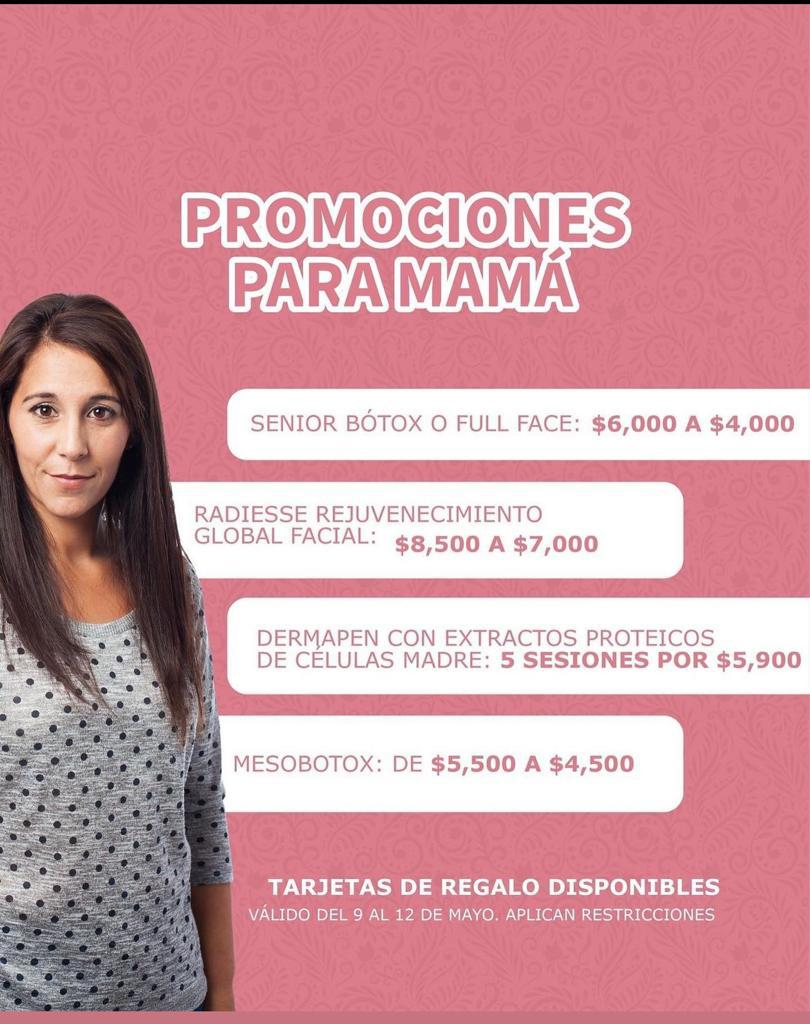 PROMOCIONES
PARA MAMÁ
SENIOR BÓTOX O FULL FACE: $6,000 A $4,000
RADIESSE REJUVENECIMIENTO
GLOBAL FACIAL: $8,500 A $7,000
DERMAPEN CON EXTRACTOS PROTEICOS
DE CÉLULAS MADRE: 5 SESIONES POR $5,900
MESOBOTOX: DE $5,500 A $4,500
TARJETAS DE REGALO DISPONIBLES
VÁLIDO DEL 9 AL 12 DE MAYO. APLICAN RESTRICCIONES